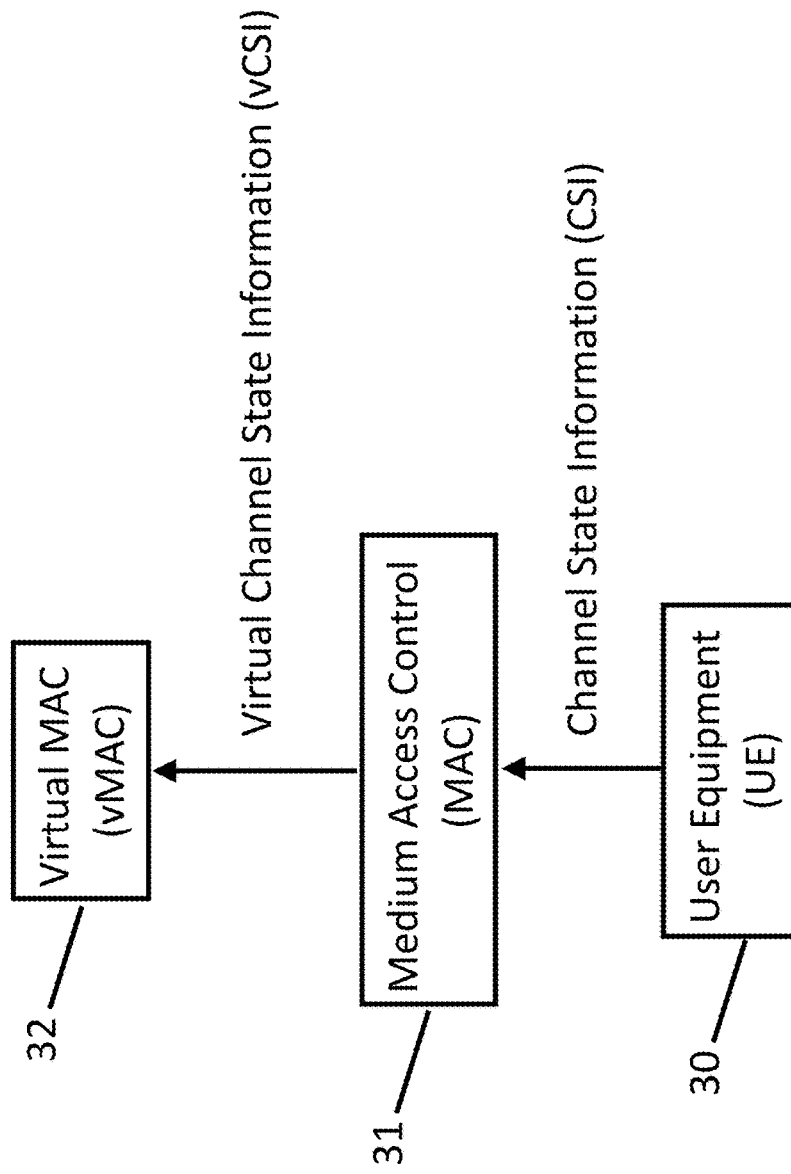 32
Virtual MAC
(vMAC)
Virtual Channel State Information (vCSI)
31
Medium Access Control
(MAC)
Channel State Information (CSI)
30
User Equipment
(UE)